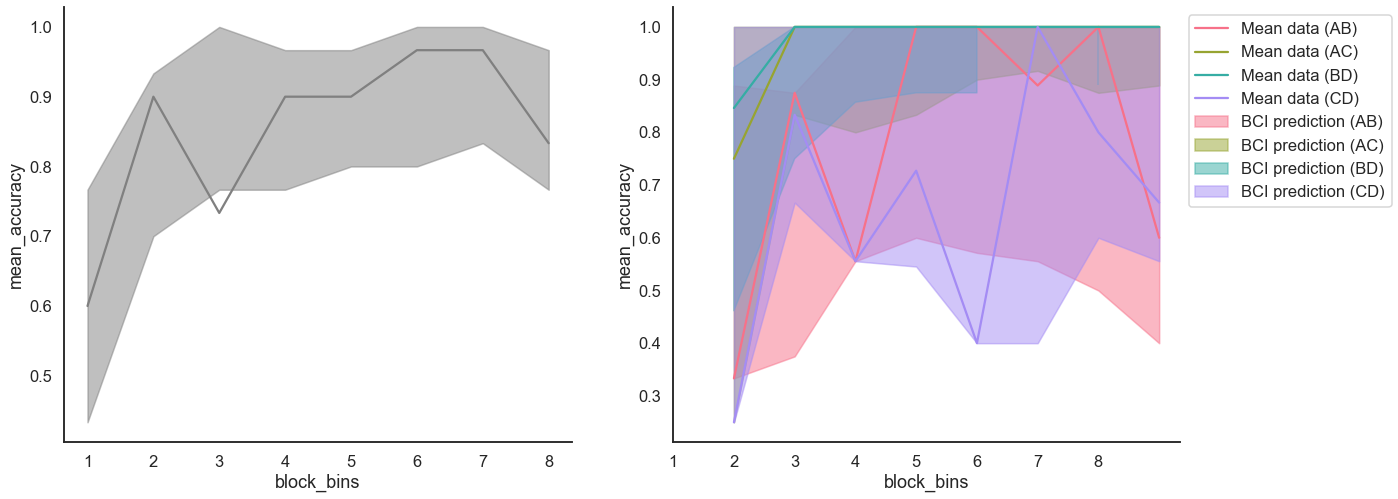 1.0
0.9
0.8
0.7
0.6
0.5
mean_accuracy
1 2 3 4 5 6 7 8
block_bins
1.0
0.9
0.8
0.7
0.6
0.5
0.4
0.3
mean_accuracy
1 2 3 4 5 6 7 8
block_bins
Mean data (AB)
Mean data (AC)
Mean data (BD)
Mean data (CD)
BCI prediction (AB)
BCI prediction (AC)
BCI prediction (BD)
BCI prediction (CD)